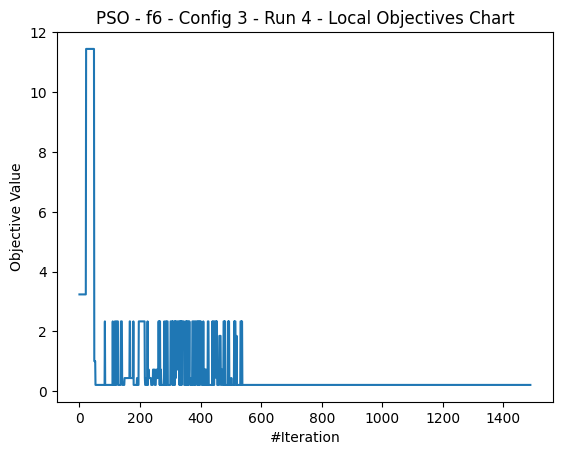 PSO - f6 - Config 3 - Run 4 - Local Objectives Chart
12
10
8
6
4
2
0
Objective Value
0 200 400 600 800 1000 1200 1400
#Iteration